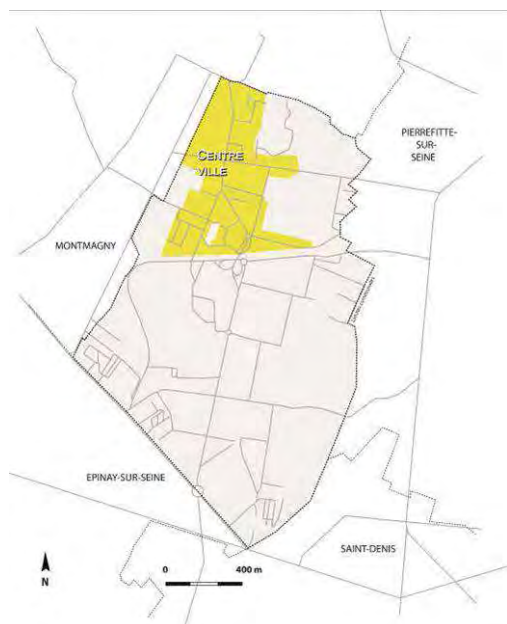 PIERREFITTE-
SUR-
SEINE
CENTRE
VILLE
MONTMAGNY
EPINAY-SUR-SEINE
SAINT-DENIS
N
0 400 m